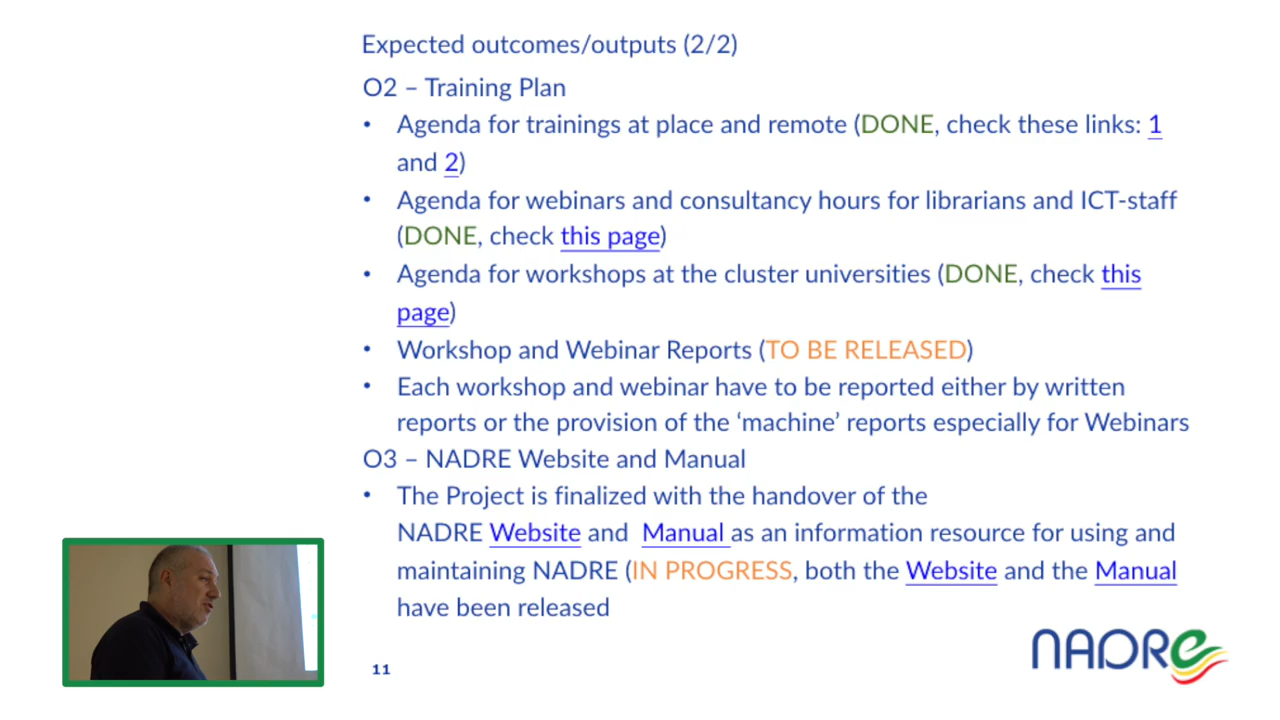 Expected outcomes/outputs (2/2)
O2 – Training Plan
• Agenda for trainings at place and remote (DONE, check these links: 1
and 2)
• Agenda for webinars and consultancy hours for librarians and ICT-staff
(DONE, check this page)
• Agenda for workshops at the cluster universities (DONE, check this
page)
• Workshop and Webinar Reports (TO BE RELEASED)
• Each workshop and webinar have to be reported either by written
reports or the provision of the ‘machine’ reports especially for Webinars
O3 – NADRE Website and Manual
• The Project is finalized with the handover of the
NADRE Website and Manual as an information resource for using and
maintaining NADRE (IN PROGRESS, both the Website and the Manual
have been released
11
NADRe